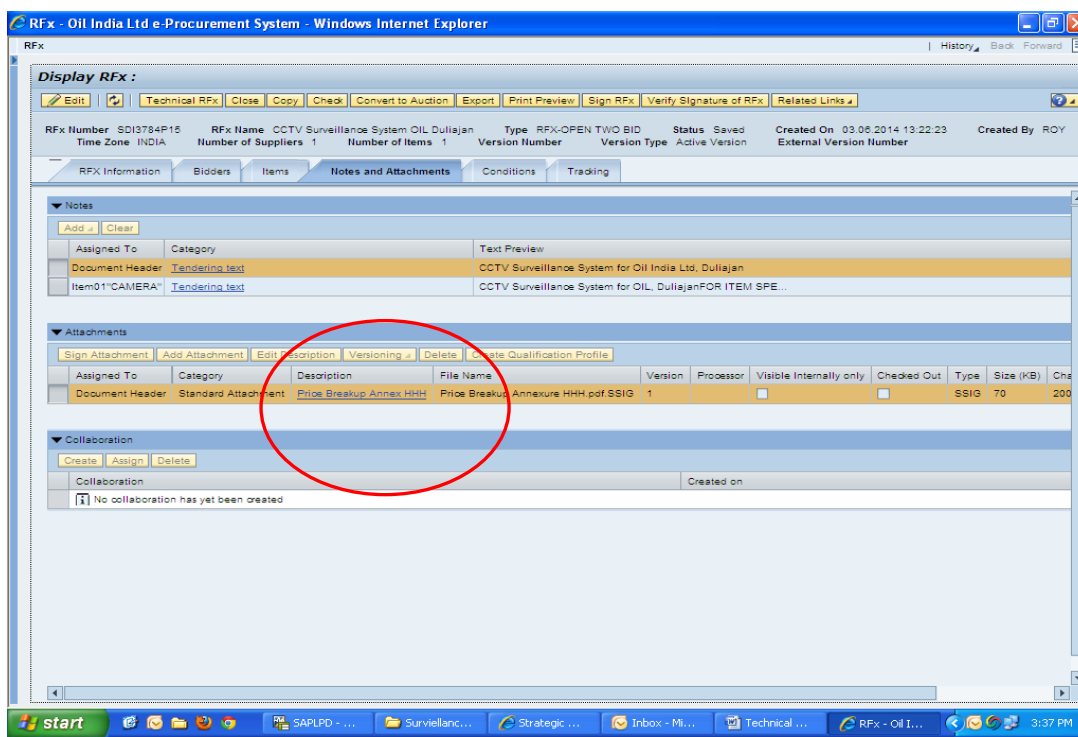 RFx - Oil India Ltd e-Procurement System - Windows Internet Explorer
RFx | History Back Forward
Display RFx :
Edit | Technical RFx Close Copy Check Convert to Auction Export Print Preview Sign RFx Verify SIgnature of RFx Related Links
RFx Number SDI3784P15 RFx Name CCTV Surveillance System OIL Duliajan Type RFX-OPEN TWO BID Status Saved Created On 03.06.2014 13:22:23 Created By ROY
Time Zone INDIA Number of Suppliers 1 Number of Items 1 Version Number Version Type Active Version External Version Number
RFX Information Bidders Items Notes and Attachments Conditions Tracking
Notes
Add Clear
Assigned To Category Text Preview
Document Header Tendering text CCTV Surveillance System for Oil India Ltd, Duliajan
Item01"CAMERA" Tendering text CCTV Surveillance System for OIL, DuliajanFOR ITEM SPE...
Attachments
Sign Attachment Add Attachment Edit Description Versioning Delete Create Qualification Profile
Assigned To Category Description File Name Version Processor Visible Internally only Checked Out Type Size (KB) Cha
Document Header Standard Attachment Price Breakup Annex HHH Price Breakup Annexure HHH.pdf.SSIG 1 SSIG 70 200
Collaboration
Create Assign Delete
Collaboration Created on
No collaboration has yet been created
start SAPLPD - ... Surviellanc... Strategic ... Inbox - Mi... Technical ... RFx - Oil I... 3:37 PM